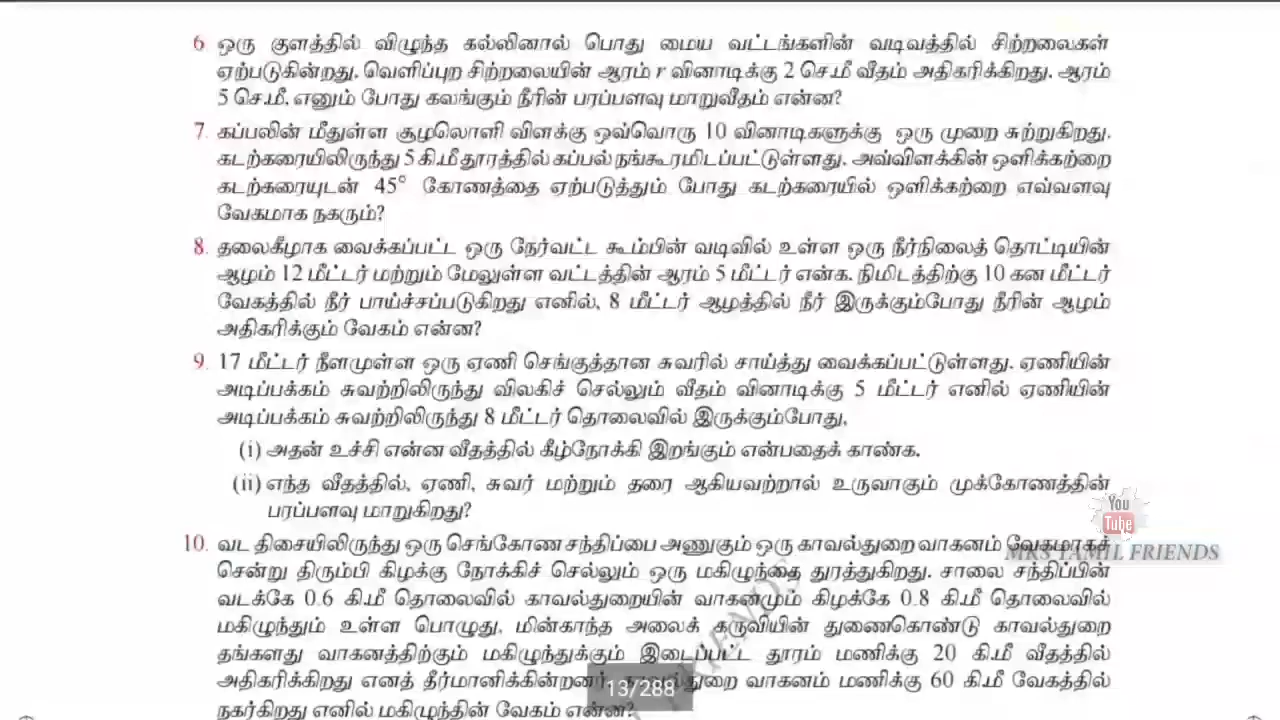 6 ஒரு குளத்தில் விழுந்த கல்லினால் பொது மைய வட்டங்களின் வடிவத்தில் சிற்றலைகள்
ஏற்படுகின்றது. வெளிப்புற சிற்றலையின் ஆரம் r வினாடிக்கு 2 செ.மீ வீதம் அதிகரிக்கிறது. ஆரம்
5 செ.மீ. எனும் போது கலங்கும் நீரின் பரப்பளவு மாறுவீதம் என்ன?
7. கப்பலின் மீதுள்ள சூழலொளி விளக்கு ஒவ்வொரு 10 வினாடிகளுக்கு ஒரு முறை சுற்றுகிறது.
கடற்கரையிலிருந்து 5 கி.மீ தூரத்தில் கப்பல் நங்கூரமிடப்பட்டுள்ளது. அவ்விளக்கின் ஒளிக்கற்றை
கடற்கரையுடன் 45° கோணத்தை ஏற்படுத்தும் போது கடற்கரையில் ஒளிக்கற்றை எவ்வளவு
வேகமாக நகரும்?
8. தலைகீழாக வைக்கப்பட்ட ஒரு நேர்வட்ட கூம்பின் வடிவில் உள்ள ஒரு நீர்நிலைத் தொட்டியின்
ஆழம் 12 மீட்டர் மற்றும் மேலுள்ள வட்டத்தின் ஆரம் 5 மீட்டர் என்க. நிமிடத்திற்கு 10 கன மீட்டர்
வேகத்தில் நீர் பாய்ச்சப்படுகிறது எனில், 8 மீட்டர் ஆழத்தில் நீர் இருக்கும்போது நீரின் ஆழம்
அதிகரிக்கும் வேகம் என்ன?
9. 17 மீட்டர் நீளமுள்ள ஒரு ஏணி செங்குத்தான சுவரில் சாய்த்து வைக்கப்பட்டுள்ளது. ஏணியின்
அடிப்பக்கம் சுவற்றிலிருந்து விலகிச் செல்லும் வீதம் வினாடிக்கு 5 மீட்டர் எனில் ஏணியின்
அடிப்பக்கம் சுவற்றிலிருந்து 8 மீட்டர் தொலைவில் இருக்கும்போது,
(i) அதன் உச்சி என்ன வீதத்தில் கீழ்நோக்கி இறங்கும் என்பதைக் காண்க.
(ii) எந்த வீதத்தில், ஏணி, சுவர் மற்றும் தரை ஆகியவற்றால் உருவாகும் முக்கோணத்தின்
பரப்பளவு மாறுகிறது?
You
Tube
MRS TAMIL FRIENDS
10. வட திசையிலிருந்து ஒரு செங்கோண சந்திப்பை அணுகும் ஒரு காவல்துறை வாகனம் வேகமாகச்
சென்று திரும்பி கிழக்கு நோக்கிச் செல்லும் ஒரு மகிழுந்தை துரத்துகிறது. சாலை சந்திப்பின்
வடக்கே 0.6 கி.மீ தொலைவில் காவல்துறையின் வாகனமும் கிழக்கே 0.8 கி.மீ தொலைவில்
மகிழுந்தும் உள்ள பொழுது, மின்காந்த அலைக் கருவியின் துணைகொண்டு காவல்துறை
தங்களது வாகனத்திற்கும் மகிழுந்துக்கும் இடைப்பட்ட தூரம் மணிக்கு 20 கி.மீ வீதத்தில்
அதிகரிக்கிறது எனத் தீர்மானிக்கின்றனர். காவல்துறை வாகனம் மணிக்கு 60 கி.மீ வேகத்தில்
13/288
நகர்கிறது எனில் மகிழுந்தின் வேகம் என்ன?